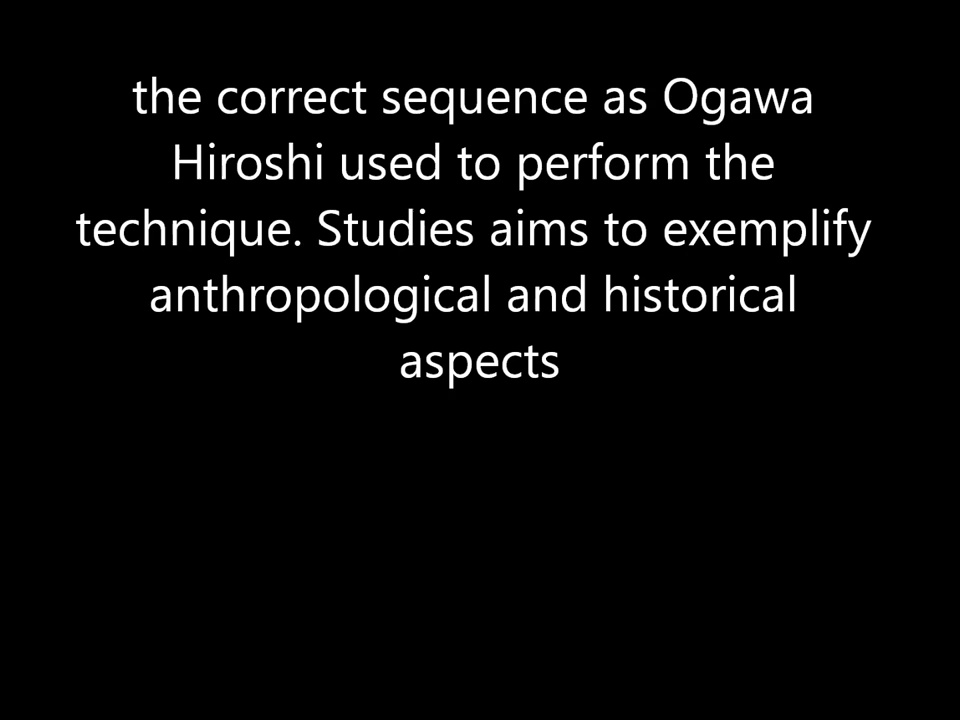 the correct sequence as Ogawa
Hiroshi used to perform the
technique. Studies aims to exemplify
anthropological and historical
aspects